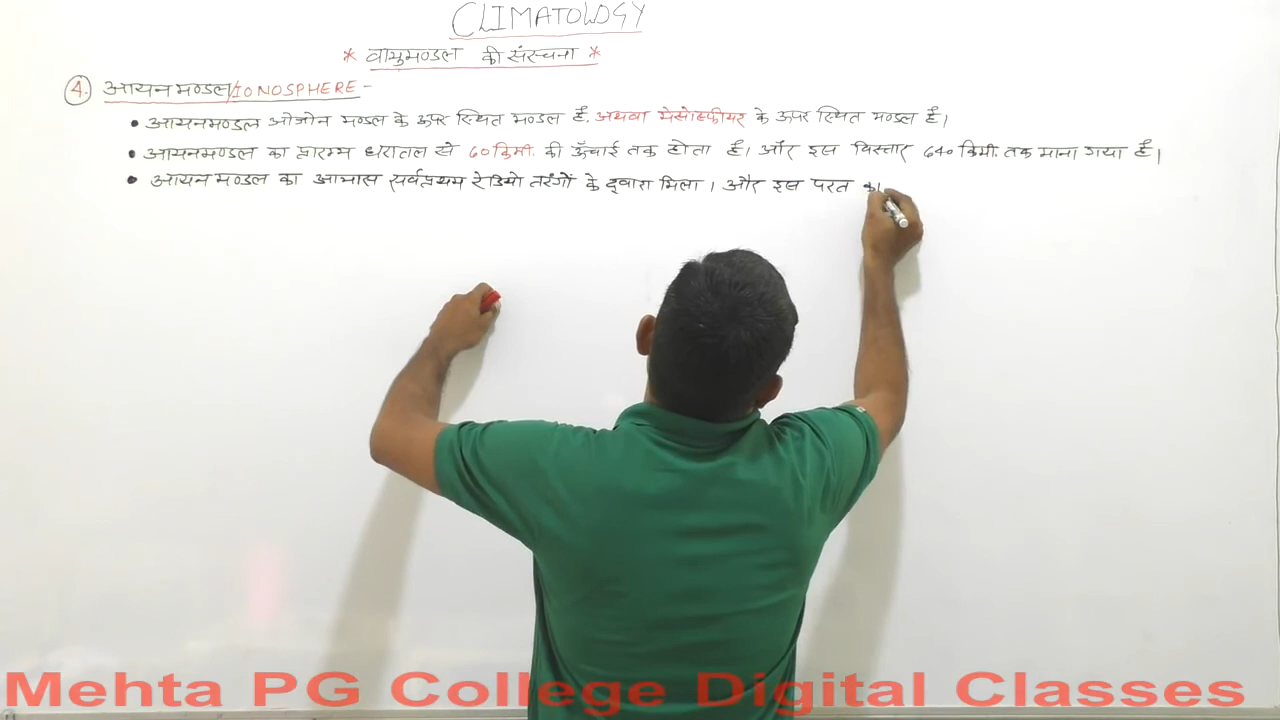 CLIMATOLOGY
* वायुमण्डल की संरचना *
4. आयनमण्डल/IONOSPHERE -
• आयनमण्डल ओजोन मण्डल के ऊपर स्थित मण्डल है, अथवा मेसोस्फीयर के ऊपर स्थित मण्डल है।
• आयनमण्डल का प्रारम्भ धरातल से 60 किमी. की ऊँचाई तक होता है। और इस विस्तार 640 किमी. तक माना गया है।
• आयनमण्डल का आभास सर्वप्रथम रेडियो तरंगों के द्वारा मिला। और इस परत का
Mehta PG College Digital Classes